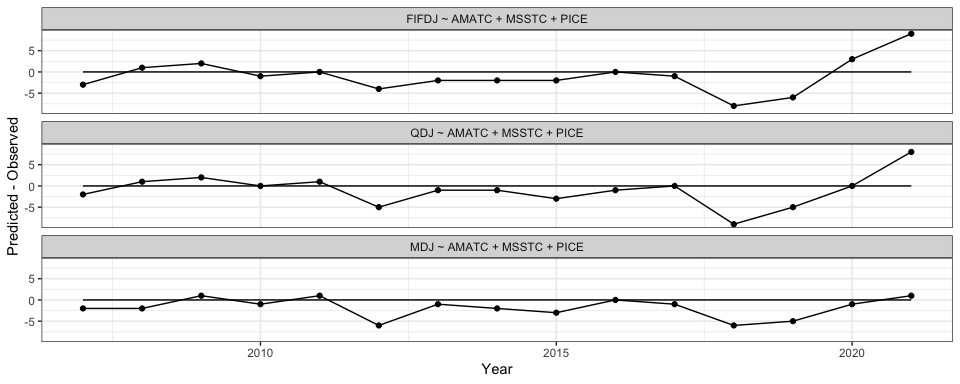 FIFDJ ~ AMATC + MSSTC + PICE
5
0
-5
QDJ ~ AMATC + MSSTC + PICE
5
0
-5
MDJ ~ AMATC + MSSTC + PICE
5
0
-5
Predicted - Observed
2010 2015 2020
Year